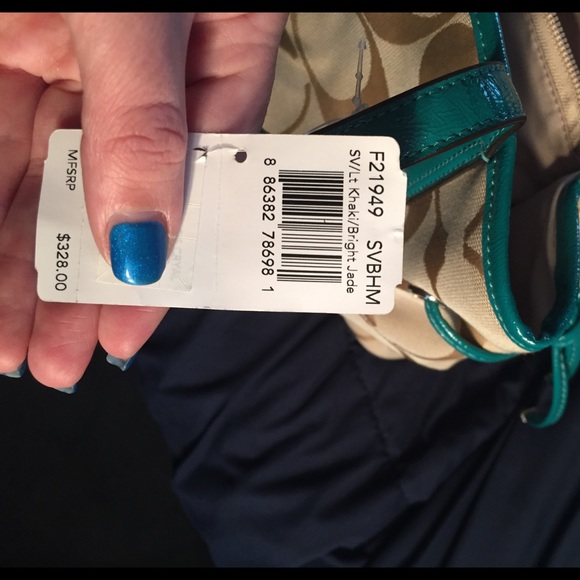 F21949 SVBHM
SV/Lt Khaki/Bright Jade
8 86382 78698 1
MFSRP $328.00